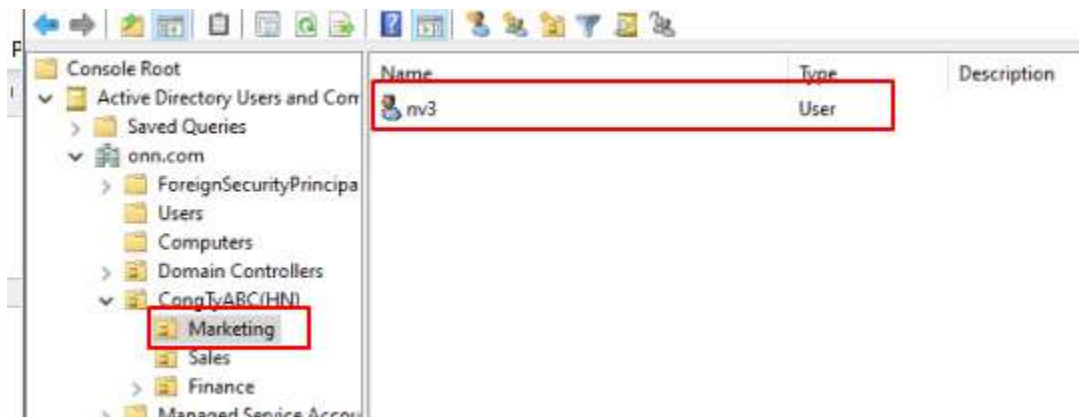 Console Root
Active Directory Users and Com
Saved Queries
onn.com
ForeignSecurityPrincipa
Users
Computers
Domain Controllers
CongTyABC(HN)
Marketing
Sales
Finance
Managed Service Accou
Name Type Description
nv3 User